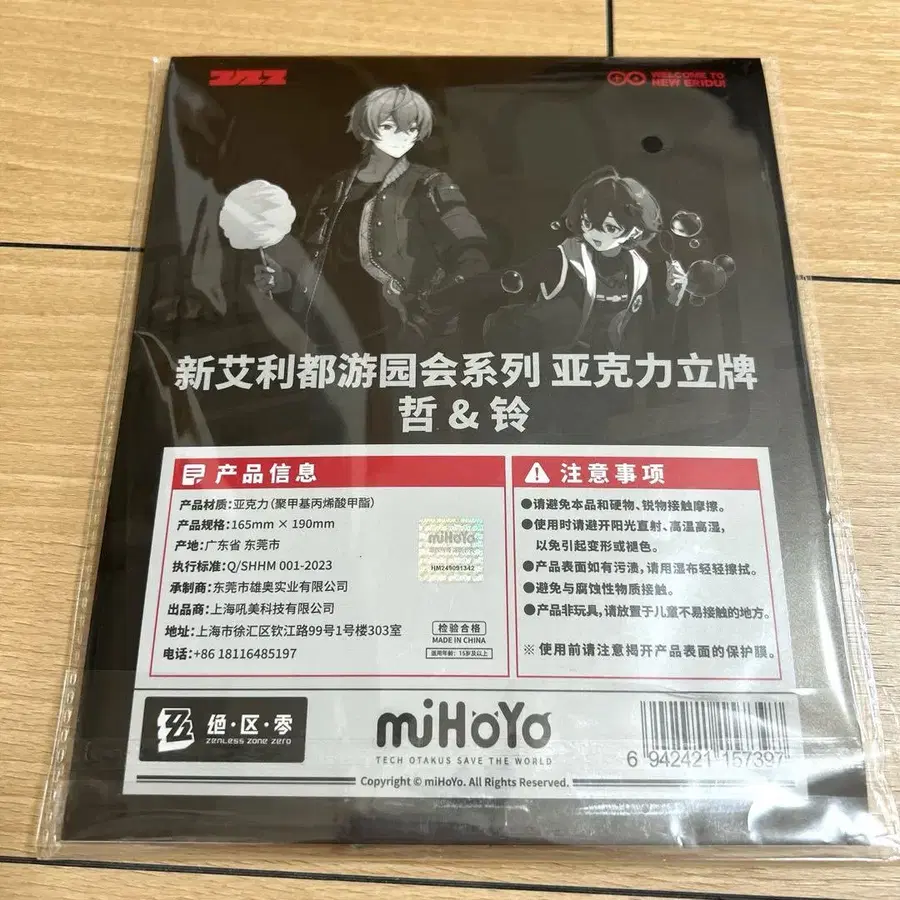 ZZZ
WELCOME TO
NEW ERIDU!
新艾利都游园会系列 亚克力立牌
哲 & 铃
产品信息
产品材质:亚克力(聚甲基丙烯酸甲酯)
产品规格:165mm × 190mm
产地:广东省 东莞市
执行标准:Q/SHHM 001-2023
承制商:东莞市雄奥实业有限公司
出品商:上海吼美科技有限公司
地址:上海市徐汇区钦江路99号1号楼303室
电话:+86 18116485197
miHoYo
HM249091342
检验合格
MADE IN CHINA
适用年龄:15岁及以上
注意事项
●请避免本品和硬物、锐物接触摩擦。
●使用时请避开阳光直射、高温高湿,
以免引起变形或褪色。
●产品表面如有污渍,请用湿布轻轻擦拭。
●避免与腐蚀性物质接触。
●产品非玩具,请放置于儿童不易接触的地方。
※ 使用前请注意揭开产品表面的保护膜。
绝·区·零
ZENLESS ZONE ZERO
miHoYo
TECH OTAKUS SAVE THE WORLD
Copyright © miHoYo. All Rights Reserved.
6 942421 157397